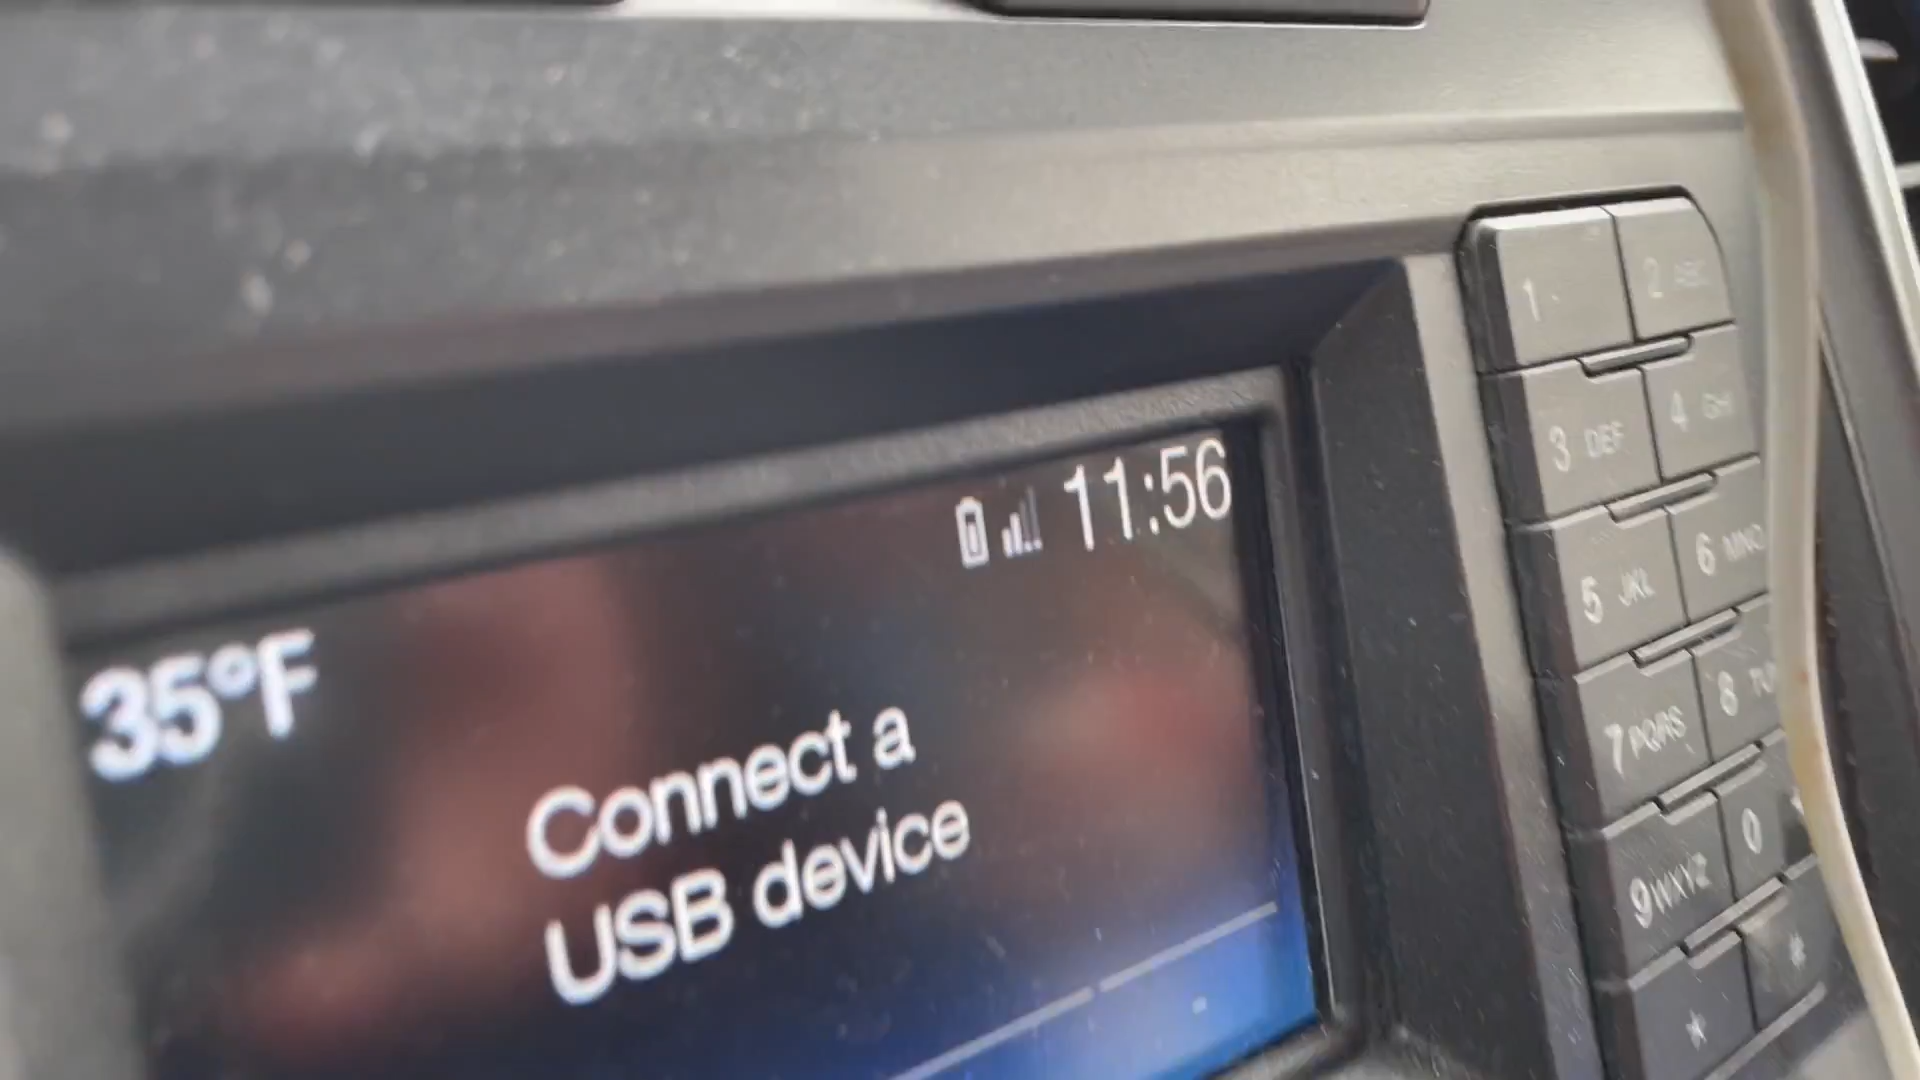 11:56
35°F
Connect a
USB device
1
2 ABC
3 DEF
4 GHI
5 JKL
6 MNO
7 PQRS
8 TU
9 WXYZ
0
*